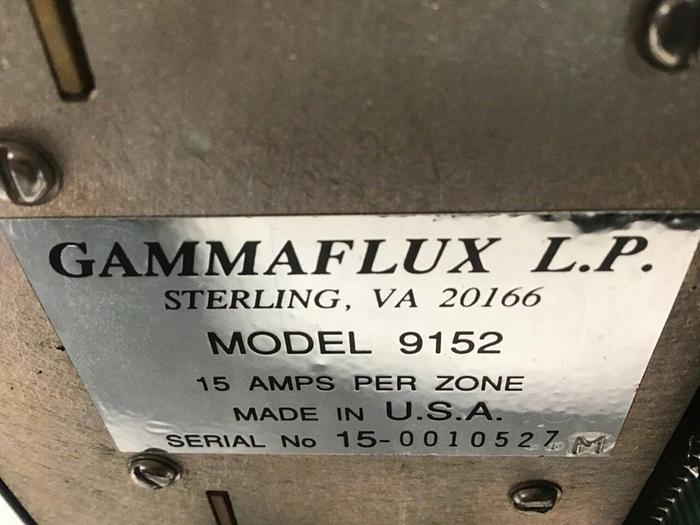 GAMMAFLUX L.P.
STERLING, VA 20166
MODEL 9152
15 AMPS PER ZONE
MADE IN U.S.A.
SERIAL No 15-0010527 M